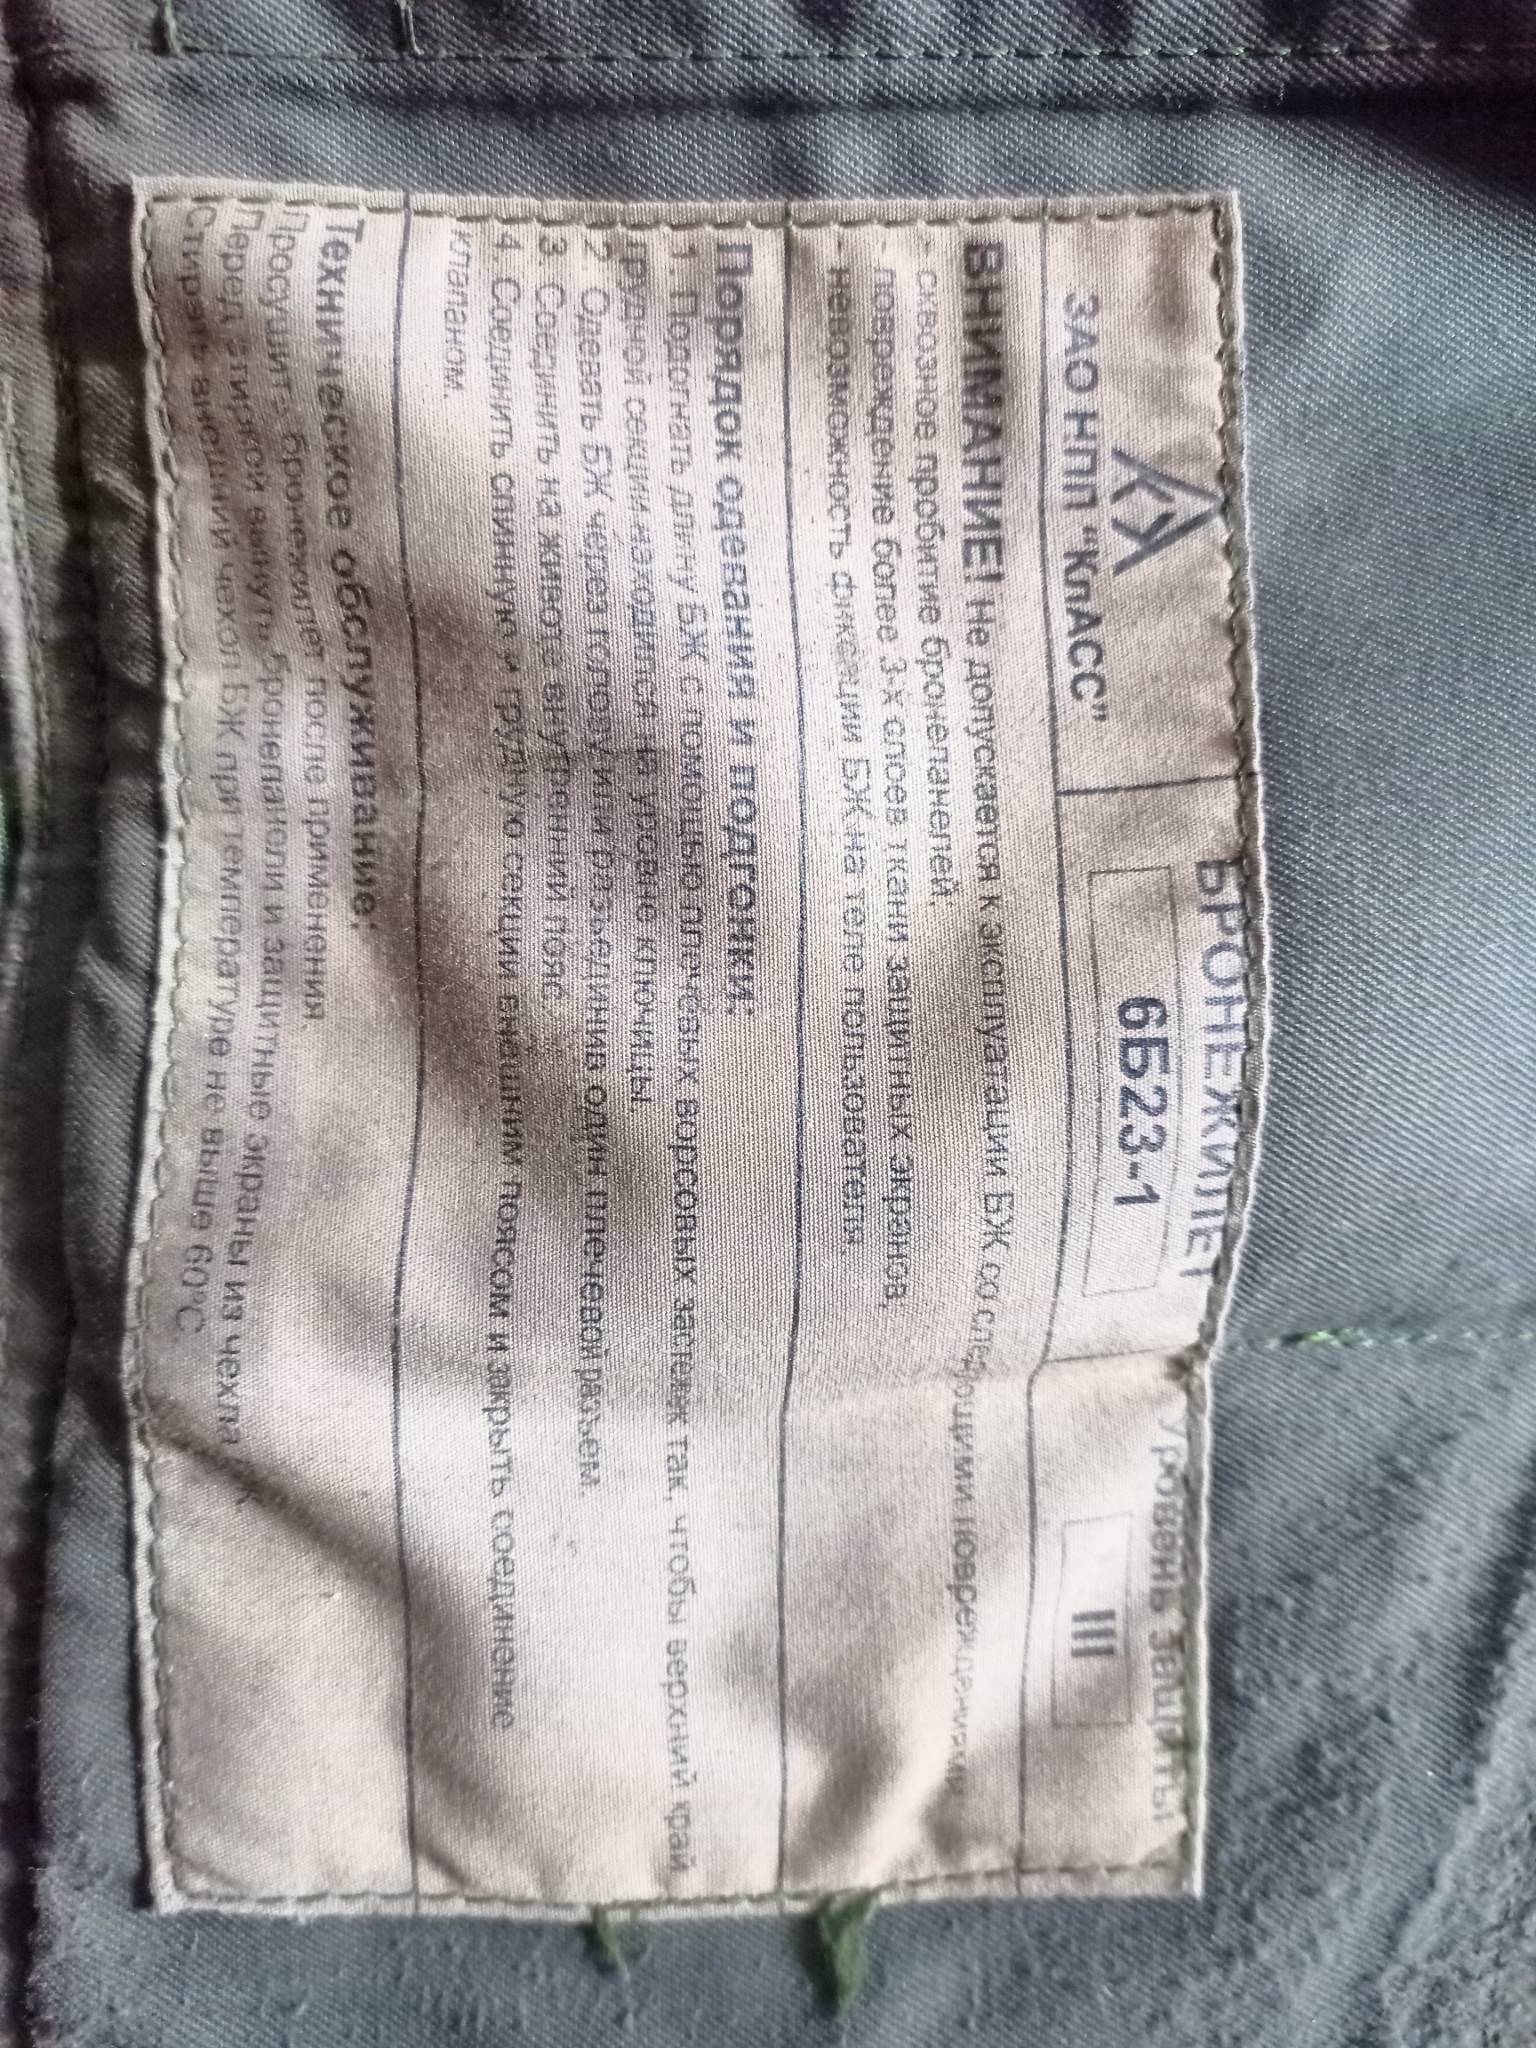 ЗАО НПП "КлАСС"
БРОНЕЖИЛЕТ
6Б23-1
Уровень защиты
III
ВНИМАНИЕ! Не допускается к эксплуатации БЖ со следующими повреждениями
- сквозное пробитие бронепанелей,
- повреждение более 3-х слоев ткани защитных экранов,
- невозможность фиксации БЖ на теле пользователя.
Порядок одевания и подгонки:
1. Подогнать длину БЖ с помощью плечевых ворсовых застежек так, чтобы верхний край
грудной секции находился на уровне ключицы.
2. Одевать БЖ через голову или разъединив один плечевой разъем.
3. Соединить на животе внутренний пояс.
4. Соединить спинную и грудную секции внешним поясом и закрыть соединение
клапаном.
Техническое обслуживание:
Просушить бронежилет после применения.
Перед стиркой вынуть бронепанели и защитные экраны из чехла БЖ.
Стирать внешний чехол БЖ при температуре не выше 60°С.